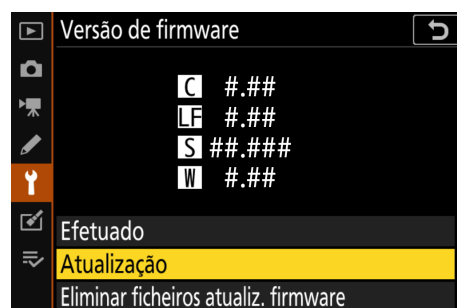 Versão de firmware
C #.##
LF #.##
S ##.###
W #.##
Efetuado
Atualização
Eliminar ficheiros atualiz. firmware